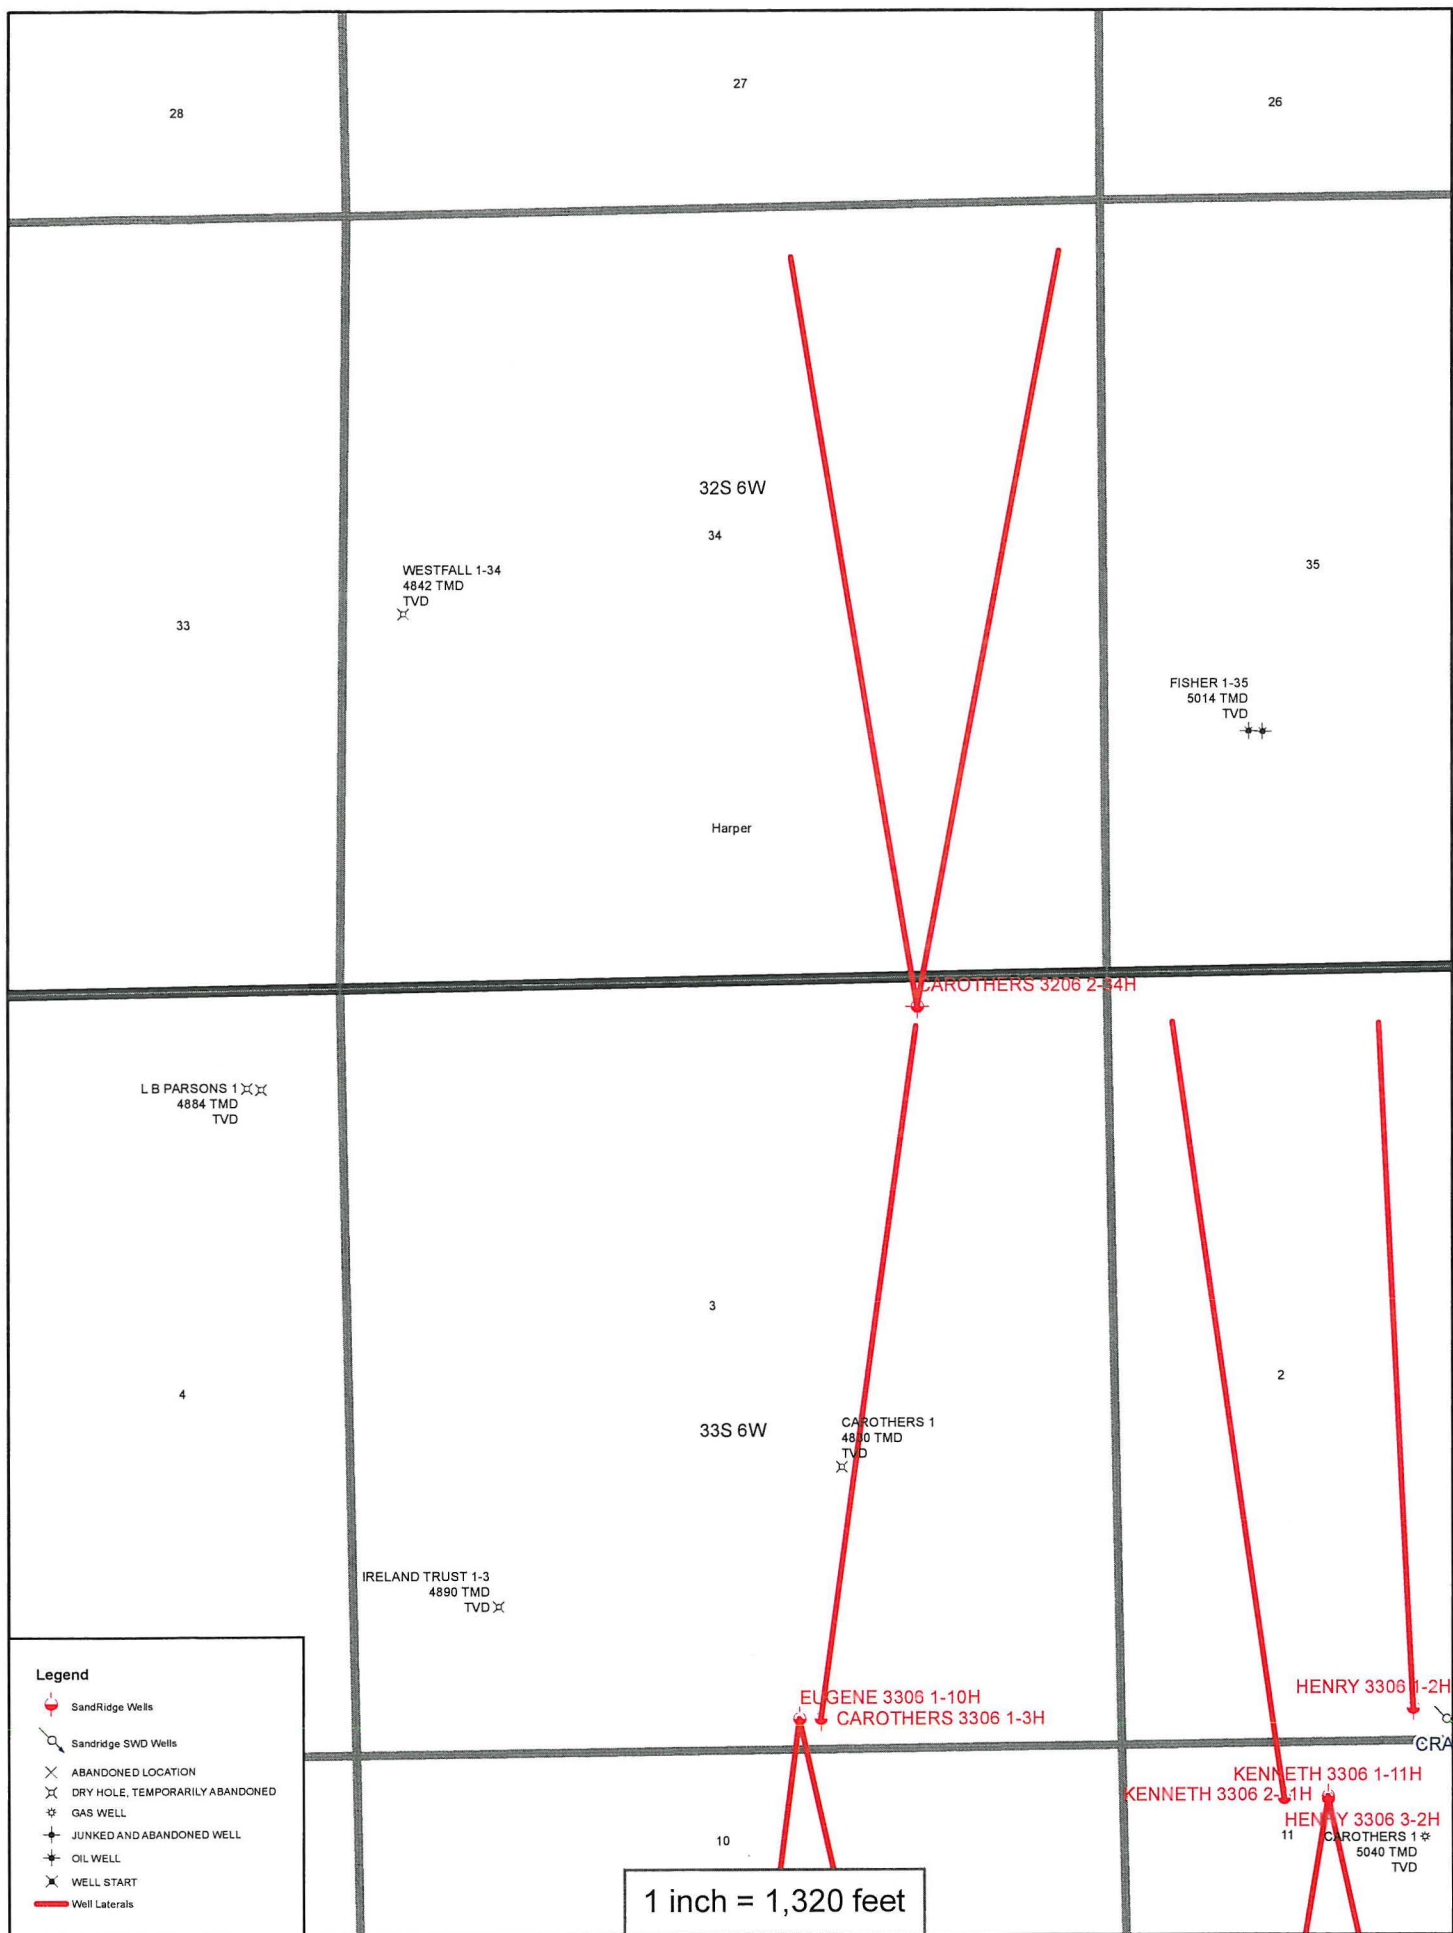 28
27
26
32S 6W
34
WESTFALL 1-34
4842 TMD
TVD
35
33
FISHER 1-35
5014 TMD
TVD
Harper
CAROTHERS 3206 2-34H
L B PARSONS 1
4884 TMD
TVD
3
2
4
CAROTHERS 1
4830 TMD
TVD
33S 6W
IRELAND TRUST 1-3
4890 TMD
TVD
EUGENE 3306 1-10H
CAROTHERS 3306 1-3H
HENRY 3306 1-2H
CRA
KENNETH 3306 1-11H
KENNETH 3306 2-11H
HENRY 3306 3-2H
10
11
CAROTHERS 1
5040 TMD
TVD
Legend
SandRidge Wells
Sandridge SWD Wells
ABANDONED LOCATION
DRY HOLE, TEMPORARILY ABANDONED
GAS WELL
JUNKED AND ABANDONED WELL
OIL WELL
WELL START
Well Laterals
1 inch = 1,320 feet